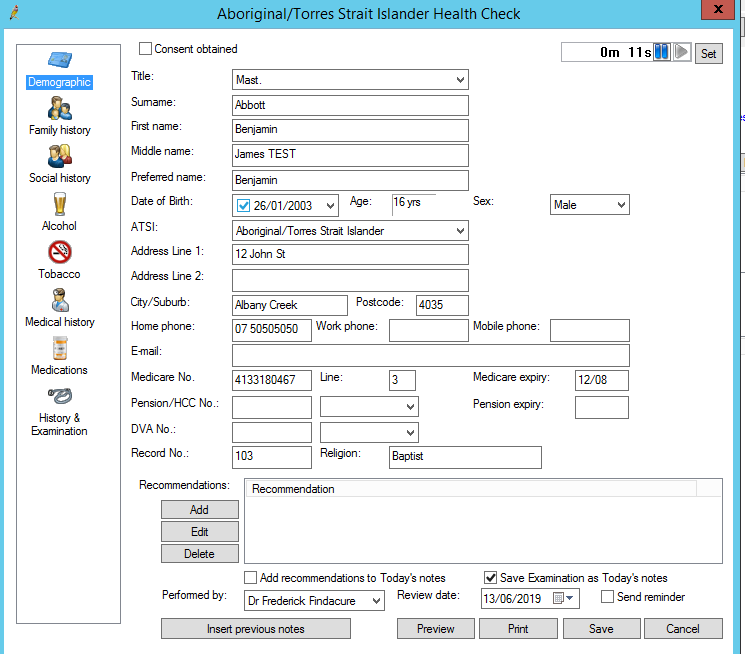 Aboriginal/Torres Strait Islander Health Check
x
Demographic
Family history
Social history
Alcohol
Tobacco
Medical history
Medications
History &
Examination
Consent obtained
0m 11s Set
Title: Mast.
Surname: Abbott
First name: Benjamin
Middle name: James TEST
Preferred name: Benjamin
Date of Birth: 26/01/2003 Age: 16 yrs Sex: Male
ATSI: Aboriginal/Torres Strait Islander
Address Line 1: 12 John St
Address Line 2:
City/Suburb: Albany Creek Postcode: 4035
Home phone: 07 50505050 Work phone: Mobile phone:
E-mail:
Medicare No. 4133180467 Line: 3 Medicare expiry: 12/08
Pension/HCC No.: Pension expiry:
DVA No.:
Record No.: 103 Religion: Baptist
Recommendations: Recommendation
Add
Edit
Delete
Add recommendations to Today's notes Save Examination as Today's notes
Performed by: Dr Frederick Findacure Review date: 13/06/2019 Send reminder
Insert previous notes Preview Print Save Cancel